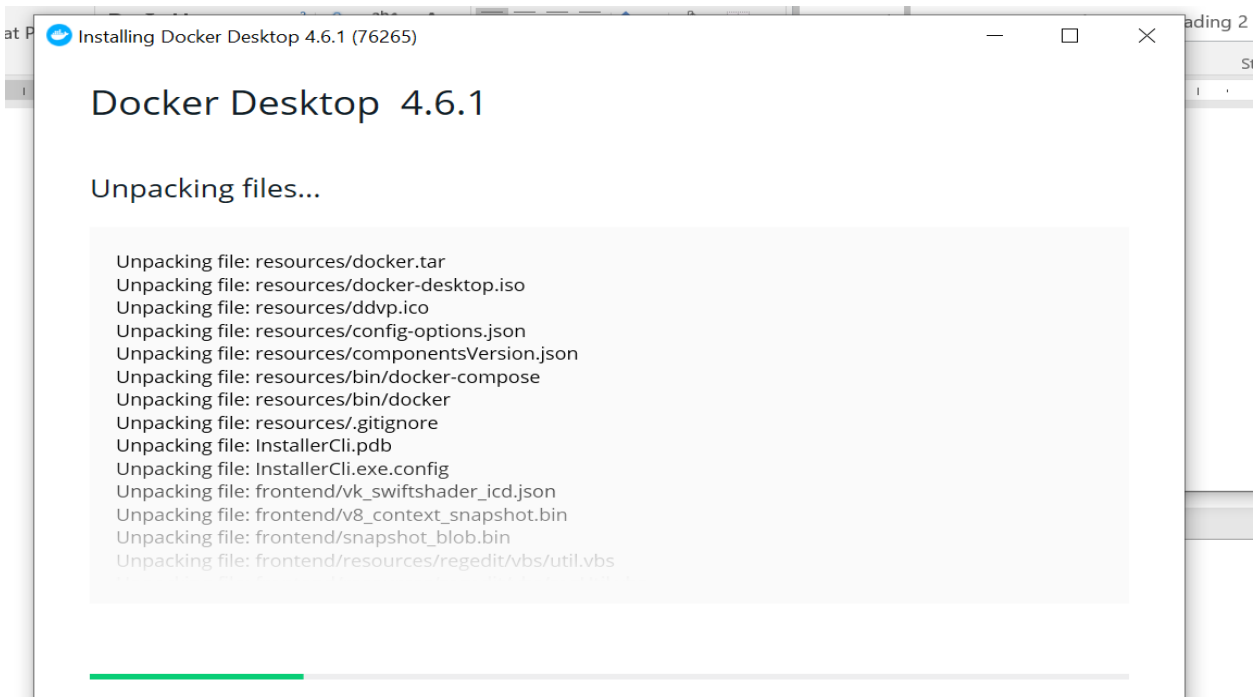 at P
ading 2
St
Installing Docker Desktop 4.6.1 (76265)
Docker Desktop 4.6.1
Unpacking files...
Unpacking file: resources/docker.tar
Unpacking file: resources/docker-desktop.iso
Unpacking file: resources/ddvp.ico
Unpacking file: resources/config-options.json
Unpacking file: resources/componentsVersion.json
Unpacking file: resources/bin/docker-compose
Unpacking file: resources/bin/docker
Unpacking file: resources/.gitignore
Unpacking file: InstallerCli.pdb
Unpacking file: InstallerCli.exe.config
Unpacking file: frontend/vk_swiftshader_icd.json
Unpacking file: frontend/v8_context_snapshot.bin
Unpacking file: frontend/snapshot_blob.bin
Unpacking file: frontend/resources/regedit/vbs/util.vbs